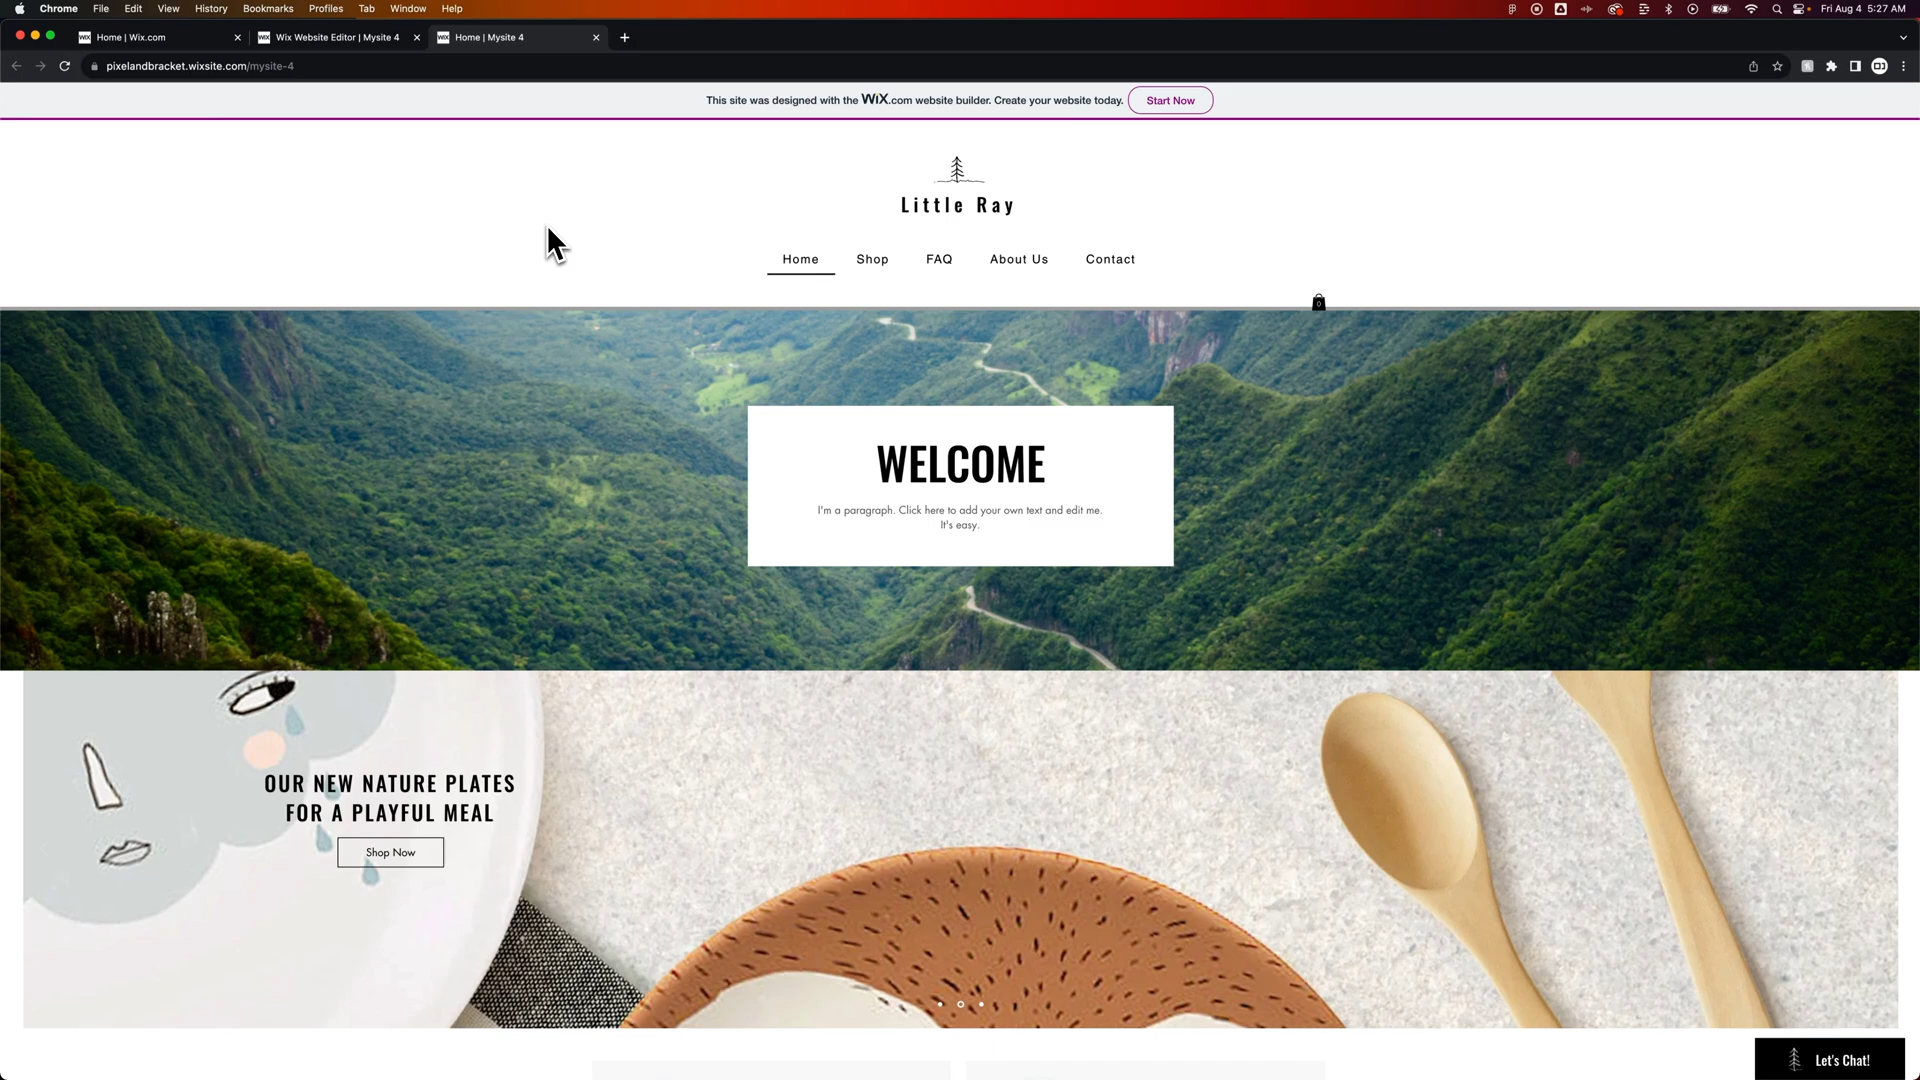 Chrome File Edit View History Bookmarks Profiles Tab Window Help
Fri Aug 4 5:27 AM
WIX Home | Wix.com
WIX Wix Website Editor | Mysite 4
WIX Home | Mysite 4
pixelandbracket.wixsite.com/mysite-4
This site was designed with the WiX.com website builder. Create your website today. Start Now
Little Ray
Home Shop FAQ About Us Contact
0
WELCOME
I'm a paragraph. Click here to add your own text and edit me.
It's easy.
OUR NEW NATURE PLATES
FOR A PLAYFUL MEAL
Shop Now
Let's Chat!